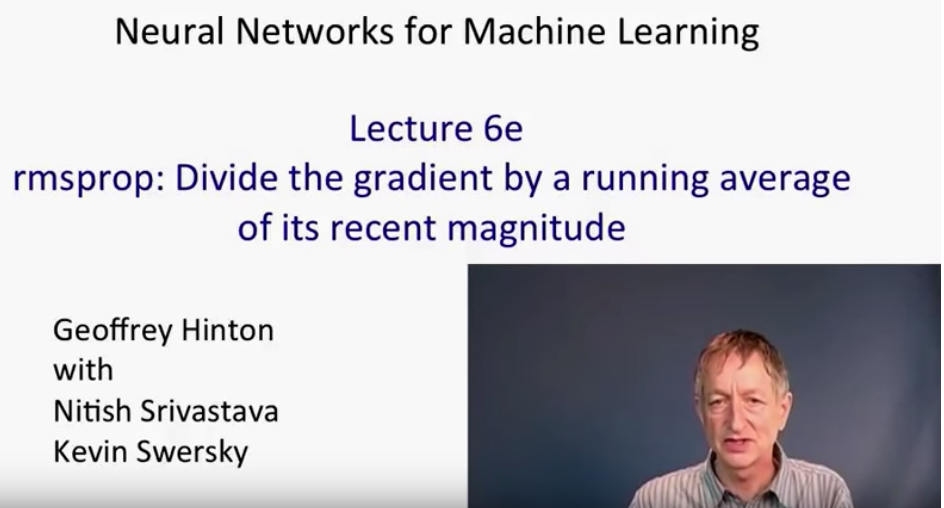 Neural Networks for Machine Learning
Lecture 6e
rmsprop: Divide the gradient by a running average
of its recent magnitude
Geoffrey Hinton
with
Nitish Srivastava
Kevin Swersky